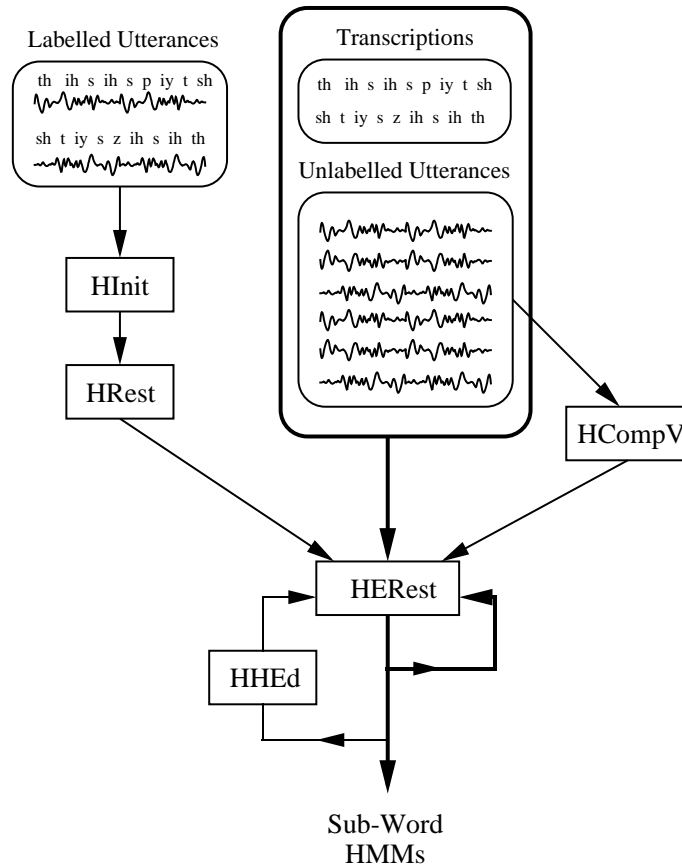 Labelled Utterances
th ih s ih s p iy t sh
sh t iy s z ih s ih th
HInit
HRest
Transcriptions
th ih s ih s p iy t sh
sh t iy s z ih s ih th
Unlabelled Utterances
HCompV
HERest
HHEd
Sub-Word
HMMs